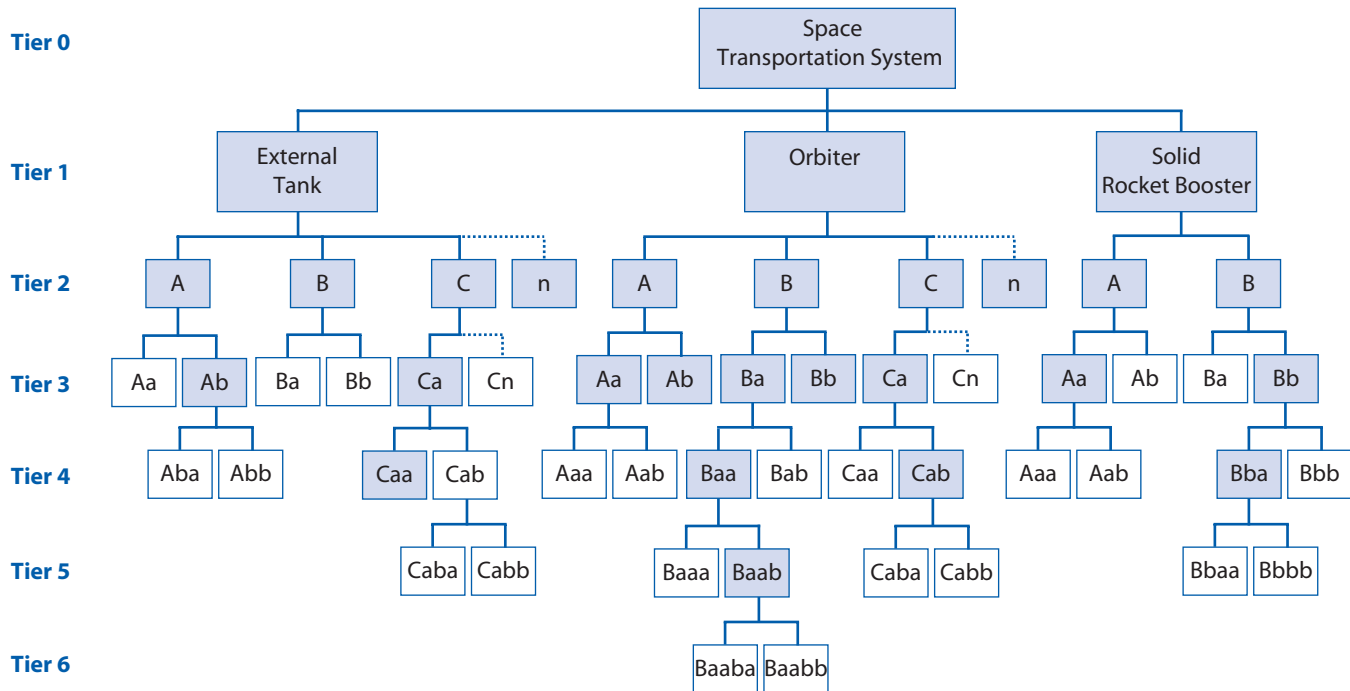 Tier 0
Space
Transportation System
Tier 1
External
Tank
Orbiter
Solid
Rocket Booster
Tier 2
A
B
C
n
A
B
C
n
A
B
Tier 3
Aa
Ab
Ba
Bb
Ca
Cn
Aa
Ab
Ba
Bb
Ca
Cn
Aa
Ab
Ba
Bb
Tier 4
Aba
Abb
Caa
Cab
Aaa
Aab
Baa
Bab
Caa
Cab
Aaa
Aab
Bba
Bbb
Tier 5
Caba
Cabb
Baaa
Baab
Caba
Cabb
Bbaa
Bbbb
Tier 6
Baaba
Baabb